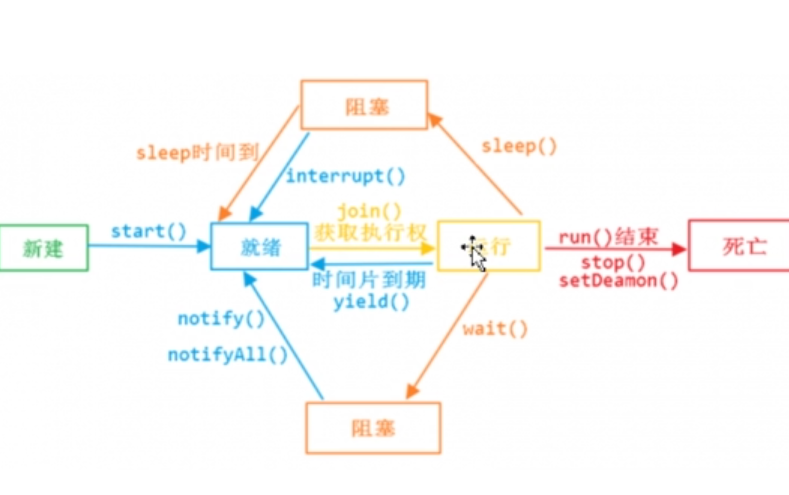 阻塞
sleep时间到
sleep()
interrupt()
join()
获取执行权
新建
start()
就绪
行
run()结束
死亡
时间片到期
yield()
stop()
setDeamon()
notify()
notifyAll()
wait()
阻塞